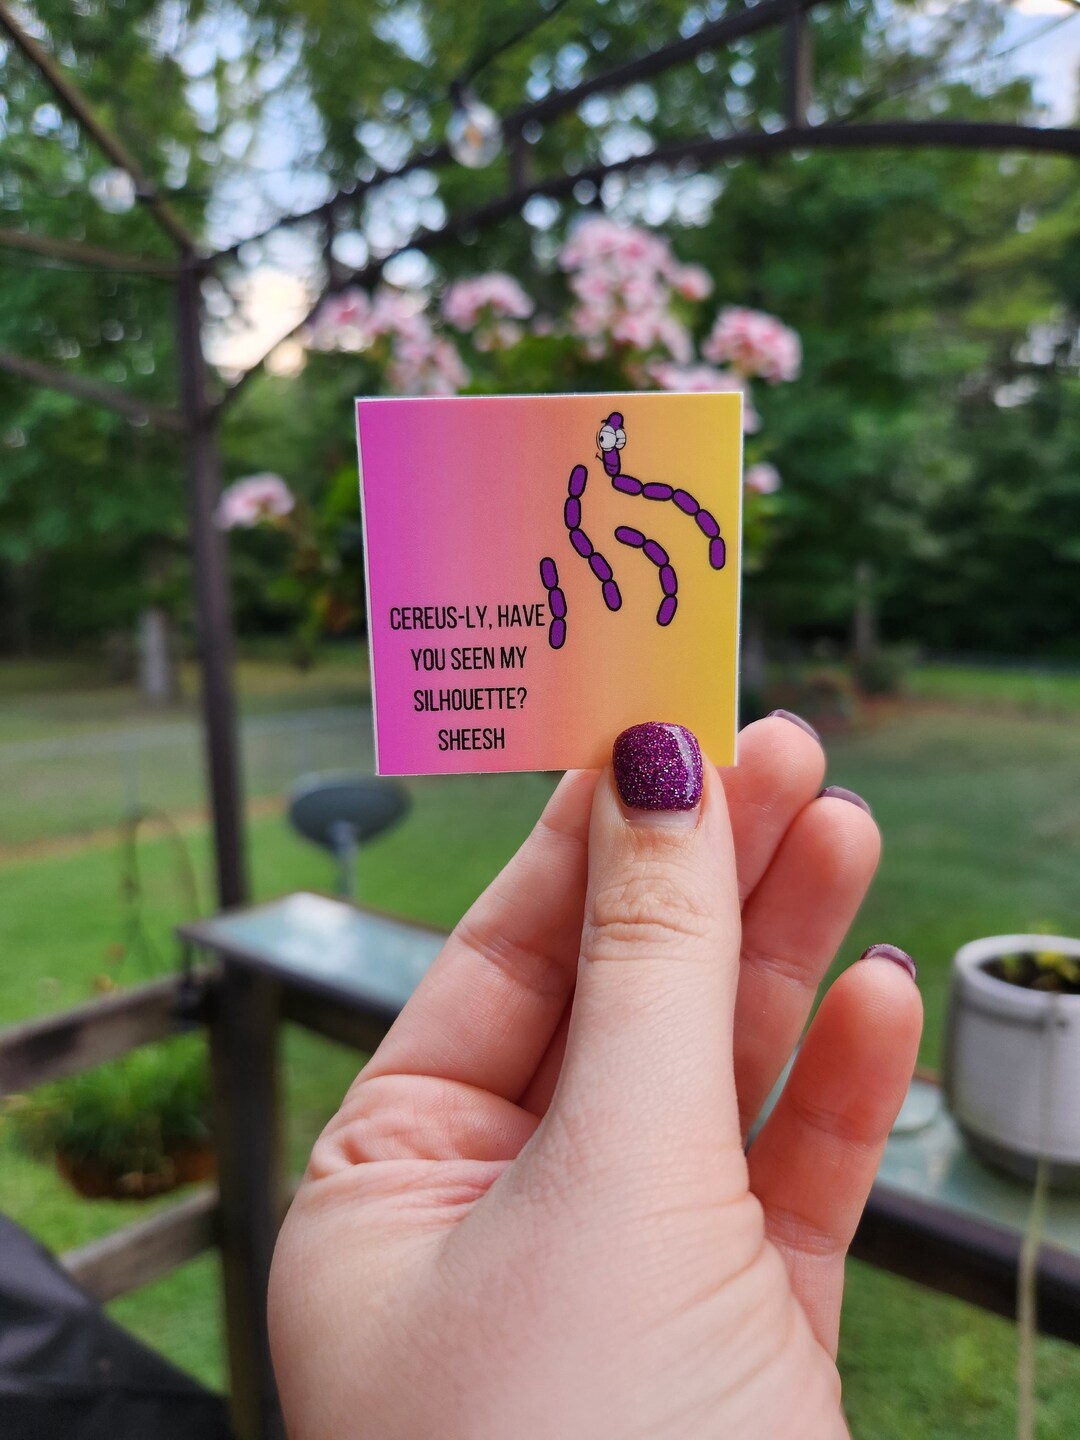 CEREUS-LY, HAVE
YOU SEEN MY
SILHOUETTE?
SHEESH